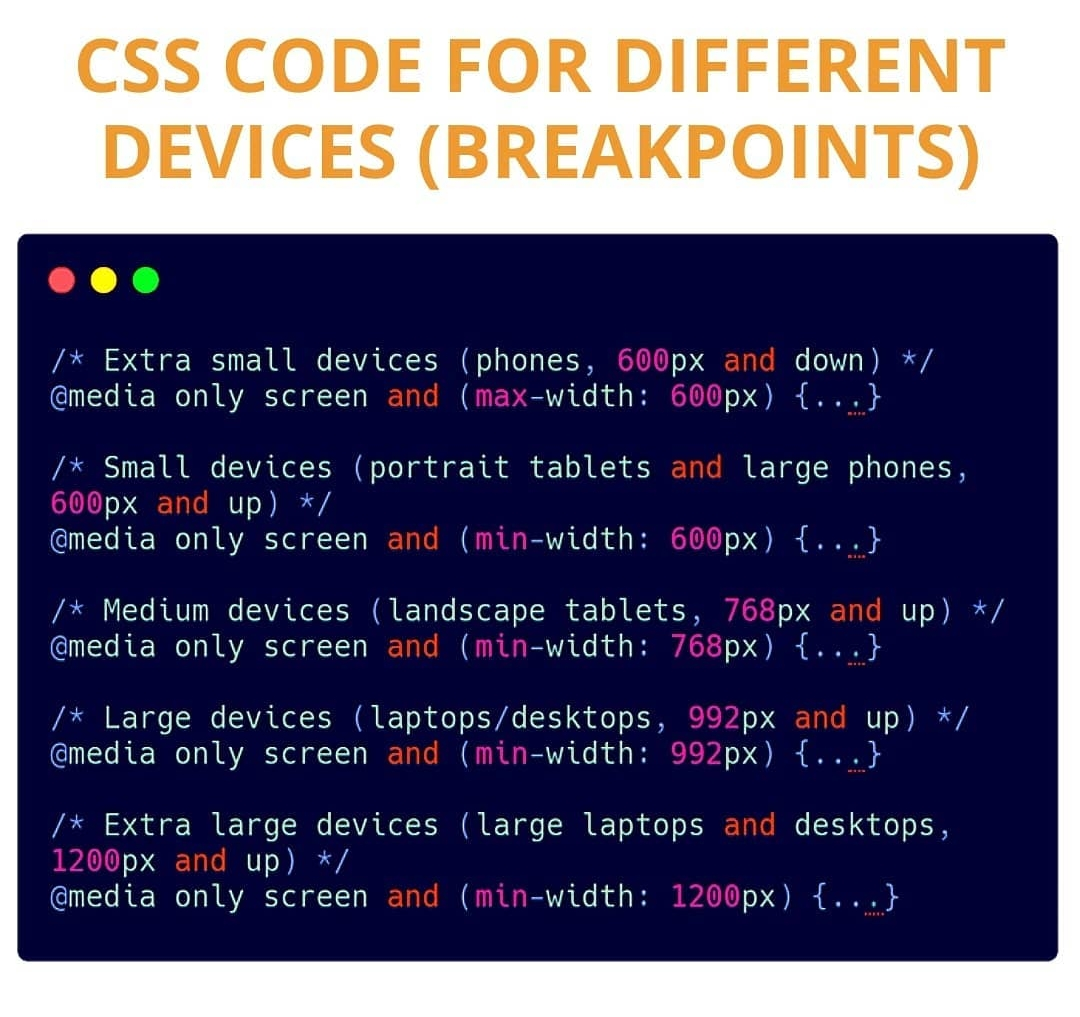 CSS CODE FOR DIFFERENT
DEVICES (BREAKPOINTS)
/* Extra small devices (phones, 600px and down) */
@media only screen and (max-width: 600px) {...}
/* Small devices (portrait tablets and large phones,
600px and up) */
@media only screen and (min-width: 600px) {...}
/* Medium devices (landscape tablets, 768px and up) */
@media only screen and (min-width: 768px) {...}
/* Large devices (laptops/desktops, 992px and up) */
@media only screen and (min-width: 992px) {...}
/* Extra large devices (large laptops and desktops,
1200px and up) */
@media only screen and (min-width: 1200px) {...}